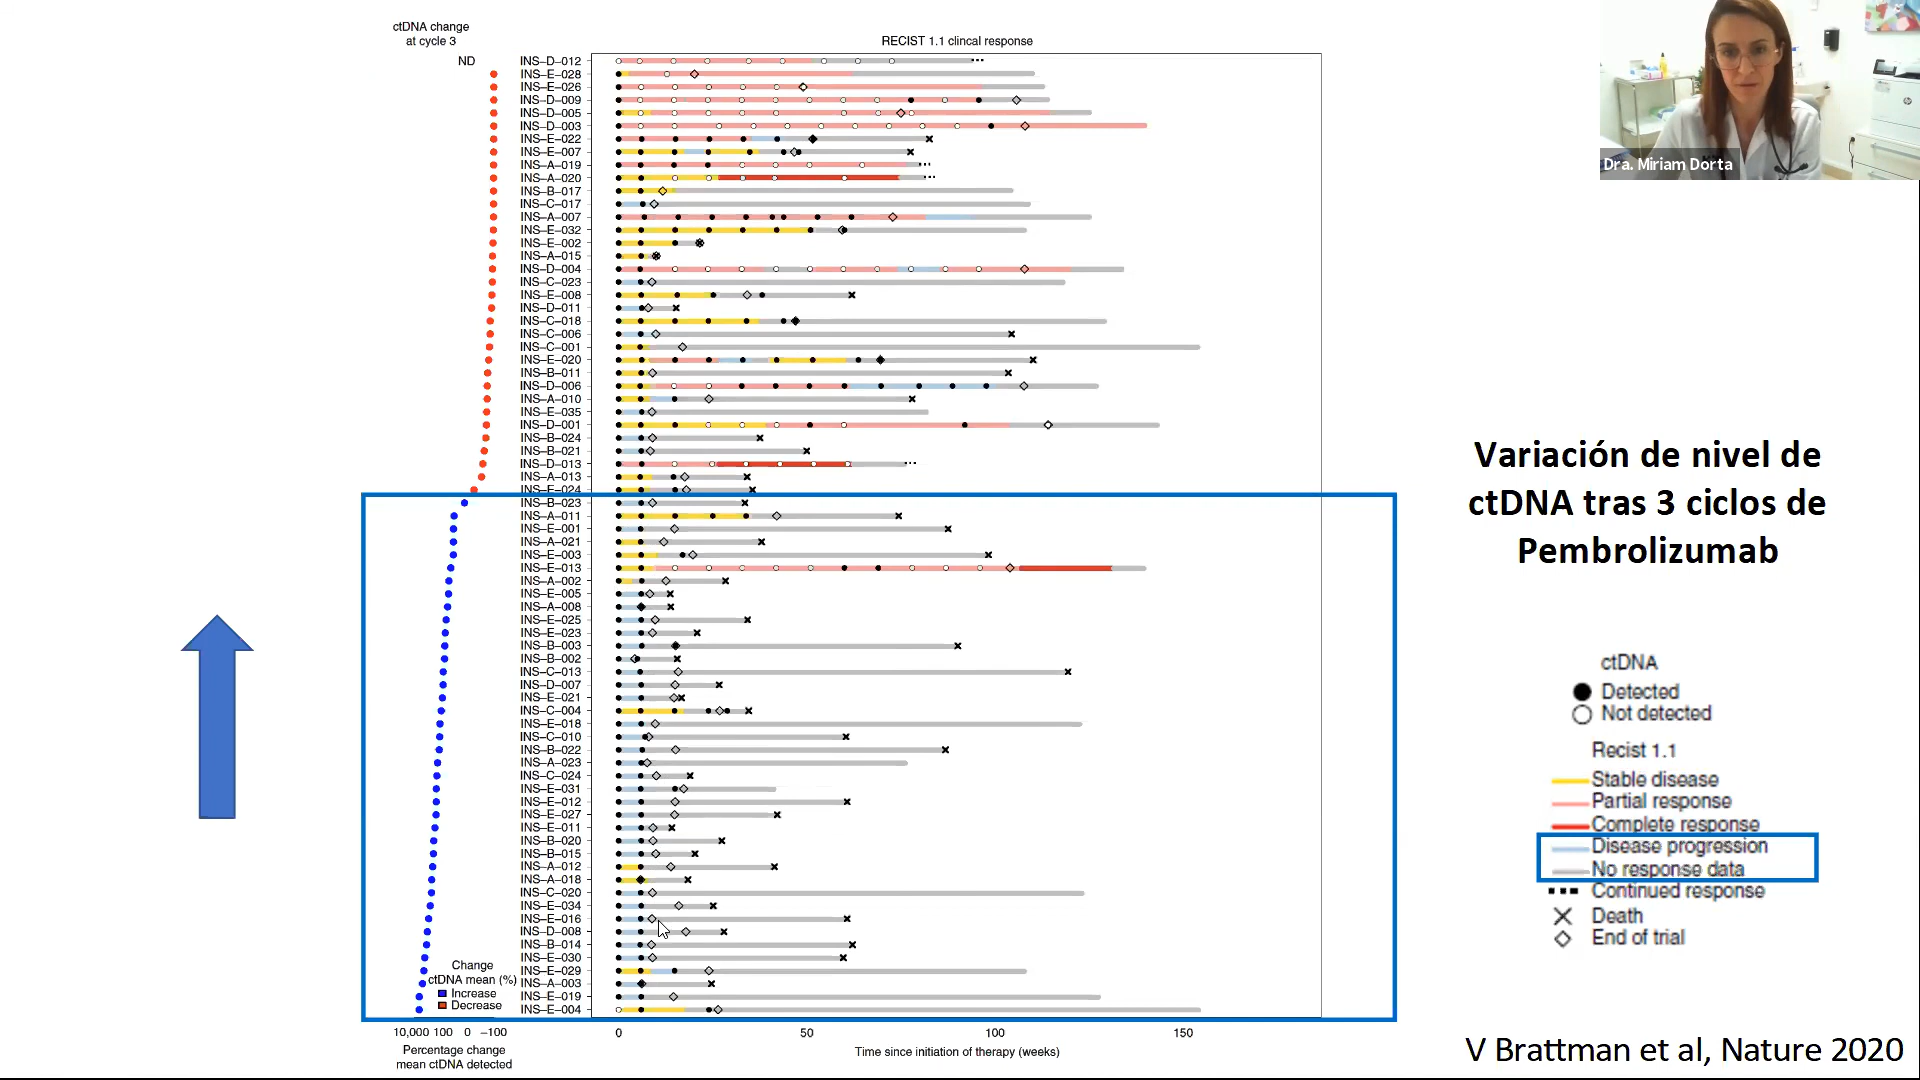 ctDNA change
at cycle 3
RECIST 1.1 clincal response
ND
INS–D–012
INS–E–028
INS–E–026
INS–D–009
INS–D–005
INS–D–003
INS–E–022
INS–E–007
INS–A–019
INS–A–020
INS–B–017
INS–C–017
INS–A–007
INS–E–032
INS–E–002
INS–A–015
INS–D–004
INS–C–023
INS–E–008
INS–D–011
INS–C–018
INS–C–006
INS–C–001
INS–E–020
INS–B–011
INS–D–006
INS–A–010
INS–E–035
INS–D–001
INS–B–024
INS–B–021
INS–D–013
INS–A–013
INS–E–024
INS–B–023
INS–A–011
INS–E–001
INS–A–021
INS–E–003
INS–E–013
INS–A–002
INS–E–005
INS–A–008
INS–E–025
INS–E–023
INS–B–003
INS–B–002
INS–C–013
INS–D–007
INS–E–021
INS–C–004
INS–E–018
INS–C–010
INS–B–022
INS–A–023
INS–C–024
INS–E–031
INS–E–012
INS–E–027
INS–E–011
INS–B–020
INS–B–015
INS–A–012
INS–A–018
INS–C–020
INS–E–034
INS–E–016
INS–D–008
INS–B–014
INS–E–030
INS–E–029
INS–A–003
INS–E–019
INS–E–004
Change
ctDNA mean (%)
Increase
Decrease
10,000 100 0 –100
Percentage change
mean ctDNA detected
0 50 100 150
Time since initiation of therapy (weeks)
Dra. Miriam Dorta
Variación de nivel de
ctDNA tras 3 ciclos de
Pembrolizumab
ctDNA
Detected
Not detected
Recist 1.1
Stable disease
Partial response
Complete response
Disease progression
No response data
Continued response
Death
End of trial
V Brattman et al, Nature 2020